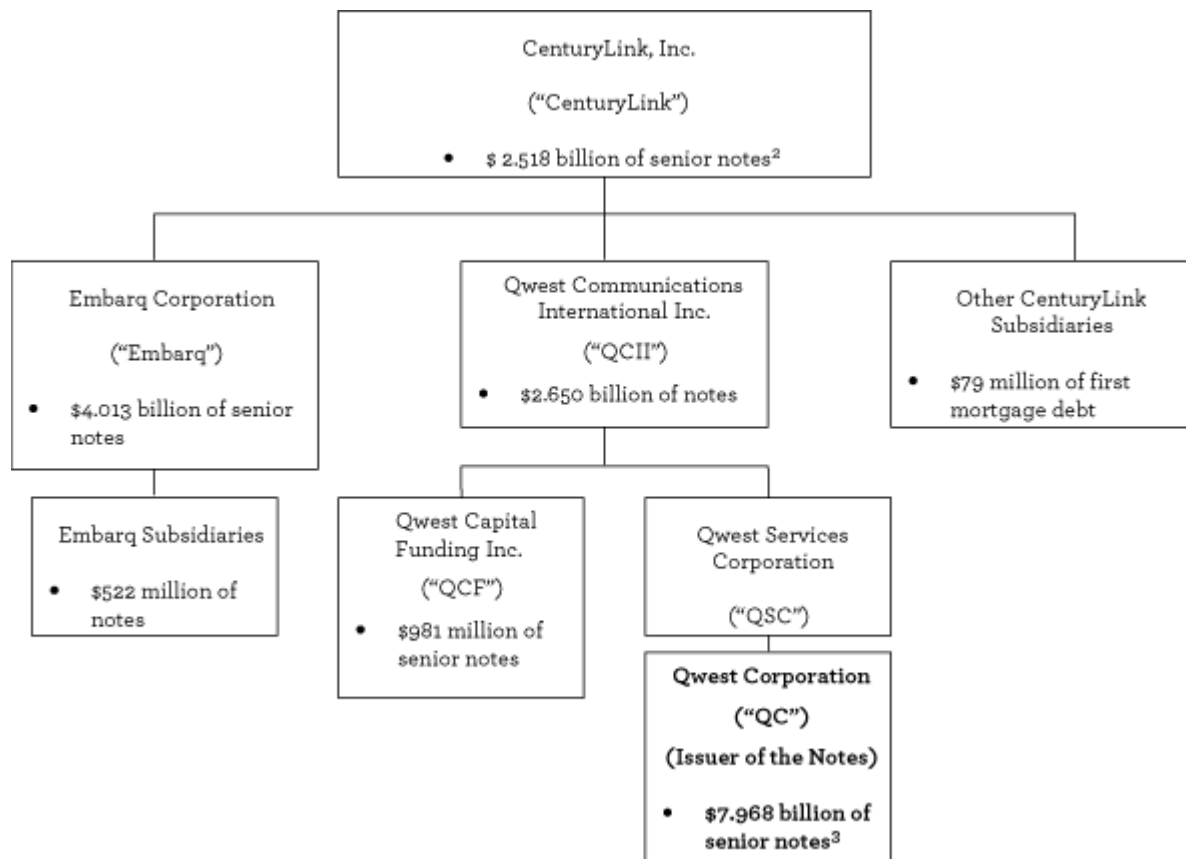 CenturyLink, Inc.
(“CenturyLink”)
• $ 2.518 billion of senior notes²
Embarq Corporation
(“Embarq”)
• $4.013 billion of senior
notes
Qwest Communications
International Inc.
(“QCII”)
• $2.650 billion of notes
Other CenturyLink
Subsidiaries
• $79 million of first
mortgage debt
Embarq Subsidiaries
• $522 million of
notes
Qwest Capital
Funding Inc.
(“QCF”)
• $981 million of
senior notes
Qwest Services
Corporation
(“QSC”)
Qwest Corporation
(“QC”)
(Issuer of the Notes)
• $7.968 billion of
senior notes³